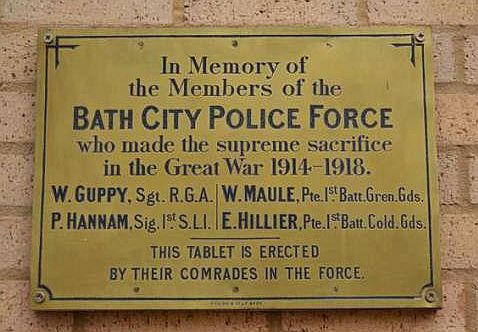 In Memory of
the Members of the
BATH CITY POLICE FORCE
who made the supreme sacrifice
in the Great War 1914–1918.
W. GUPPY, Sgt. R.G.A. W. MAULE, Pte. 1st Batt. Gren. Gds.
P. HANNAM, Sig. 1st S.L.I. E. HILLIER, Pte. 1st Batt. Cold. Gds.
THIS TABLET IS ERECTED
BY THEIR COMRADES IN THE FORCE.